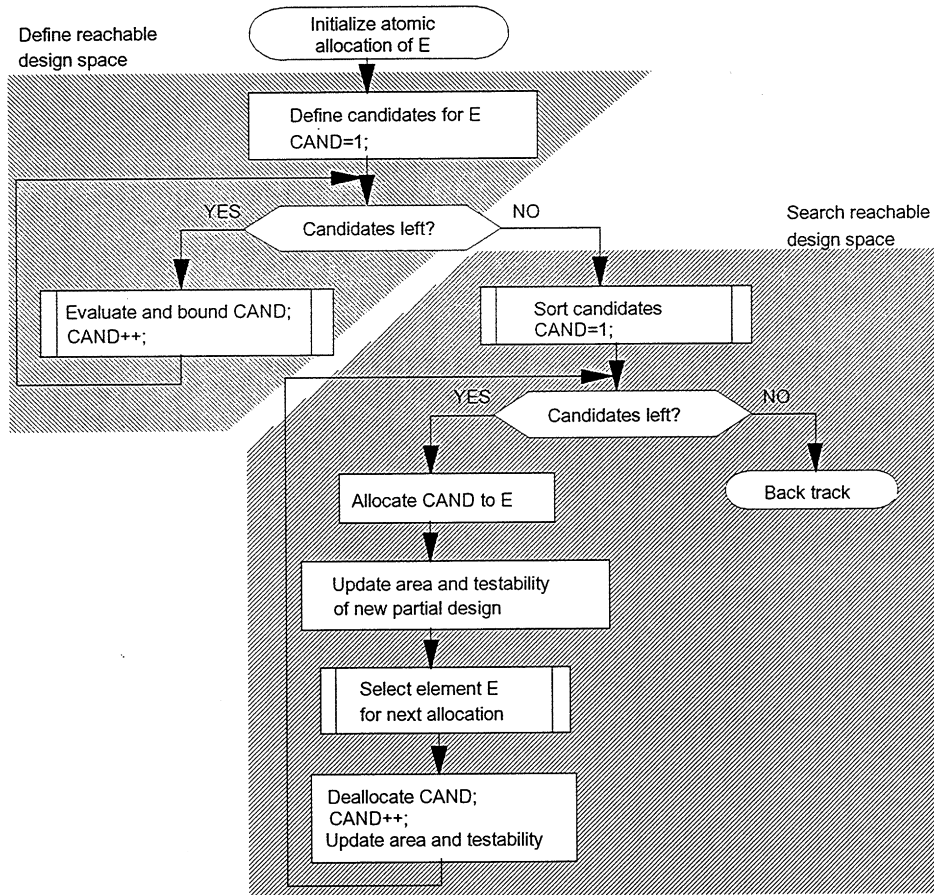 Define reachable
design space
Initialize atomic
allocation of E
Define candidates for E
CAND=1;
YES
Candidates left?
NO
Evaluate and bound CAND;
CAND++;
Search reachable
design space
Sort candidates
CAND=1;
YES
Candidates left?
NO
Back track
Allocate CAND to E
Update area and testability
of new partial design
Select element E
for next allocation
Deallocate CAND;
CAND++;
Update area and testability